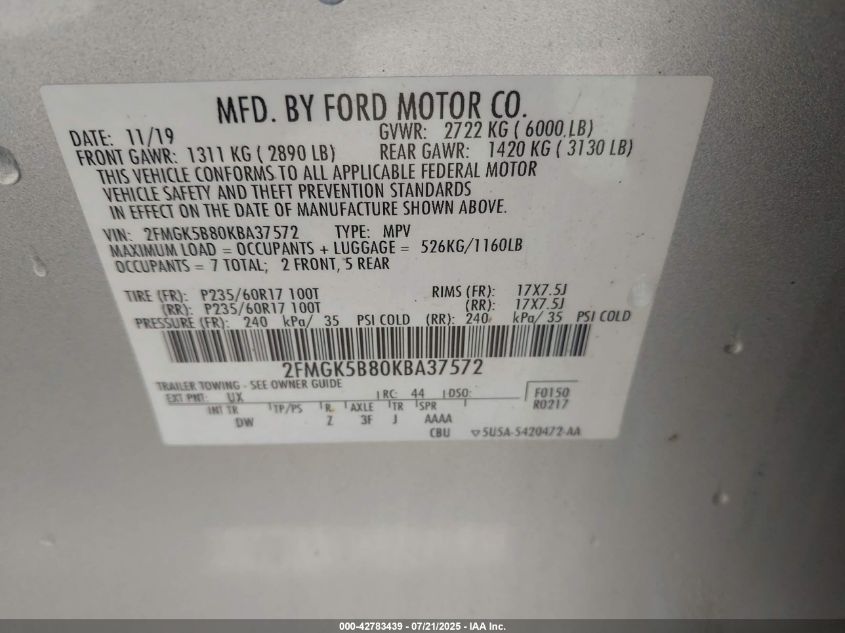 MFD. BY FORD MOTOR CO.
DATE: 11/19 GVWR: 2722 KG ( 6000 LB)
FRONT GAWR: 1311 KG ( 2890 LB) REAR GAWR: 1420 KG ( 3130 LB)
THIS VEHICLE CONFORMS TO ALL APPLICABLE FEDERAL MOTOR
VEHICLE SAFETY AND THEFT PREVENTION STANDARDS
IN EFFECT ON THE DATE OF MANUFACTURE SHOWN ABOVE.
VIN: 2FMGK5B80KBA37572 TYPE: MPV
MAXIMUM LOAD = OCCUPANTS + LUGGAGE = 526KG/1160LB
OCCUPANTS = 7 TOTAL; 2 FRONT, 5 REAR
TIRE (FR): P235/60R17 100T RIMS (FR): 17X7.5J
(RR): P235/60R17 100T (RR): 17X7.5J
PRESSURE (FR): 240 kPa/ 35 PSI COLD (RR): 240 kPa/ 35 PSI COLD
2FMGK5B80KBA37572
TRAILER TOWING - SEE OWNER GUIDE
EXT PNT: UX RC: 44 DSO: F0150
R0217
INT TR TP/PS R AXLE TR SPR
DW Z 3F J AAAA
CBU ▽5U5A-5420472-AA
000-42783439 - 07/21/2025 - IAA Inc.